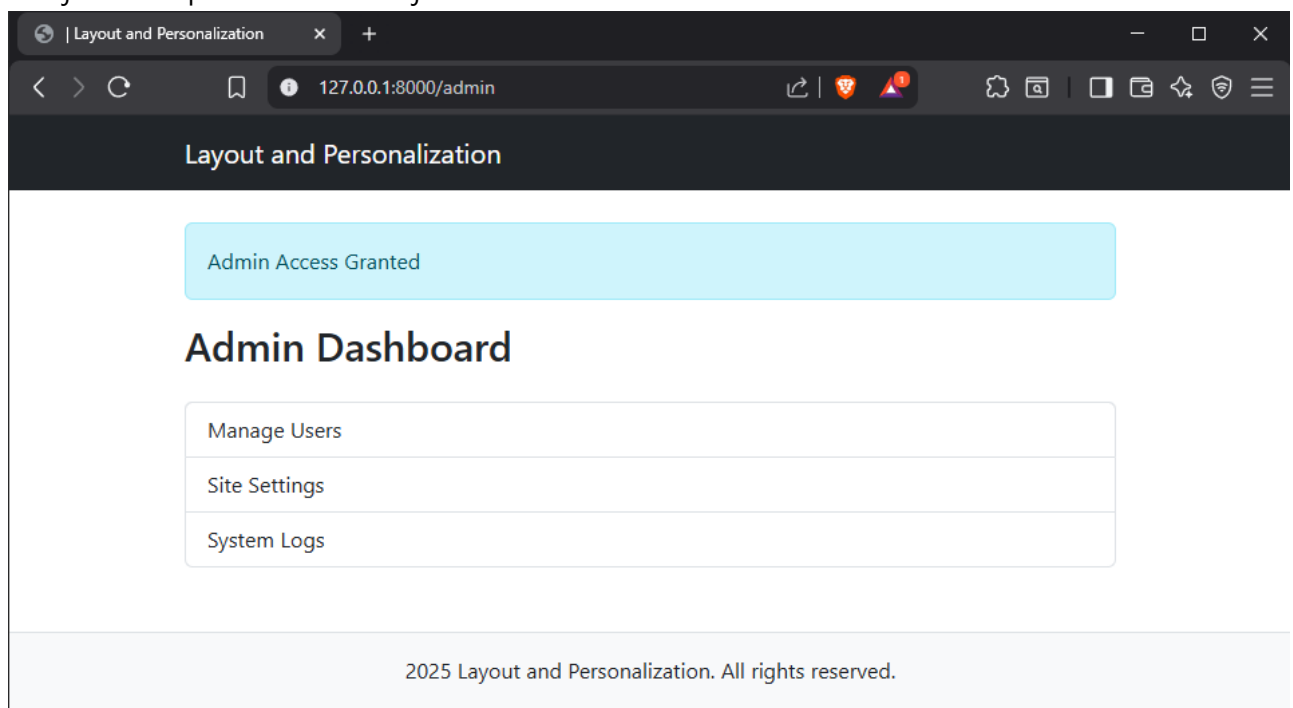 | Layout and Personalization
127.0.0.1:8000/admin
1
Layout and Personalization
Admin Access Granted
Admin Dashboard
Manage Users
Site Settings
System Logs
2025 Layout and Personalization. All rights reserved.